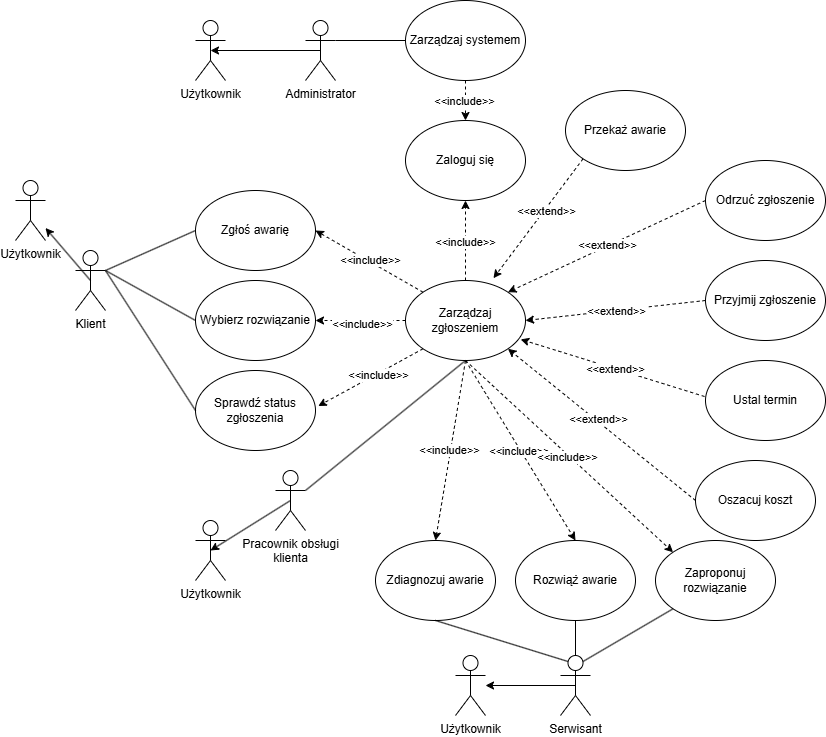 Zarządzaj systemem
Użytkownik
Administrator
<<include>>
Przekaż awarie
Zaloguj się
Odrzuć zgłoszenie
<<extend>>
Zgłoś awarię
<<include>>
<<extend>>
Użytkownik
<<include>>
Przyjmij zgłoszenie
Zarządzaj
zgłoszeniem
<<extend>>
Wybierz rozwiązanie
<<include>>
Klient
<<extend>>
<<include>>
Ustal termin
Sprawdź status
zgłoszenia
<<extend>>
<<include>>
<<include>>
<<include>>
Oszacuj koszt
Pracownik obsługi
klienta
Użytkownik
Zdiagnozuj awarie
Rozwiąż awarie
Zaproponuj
rozwiązanie
Użytkownik
Serwisant